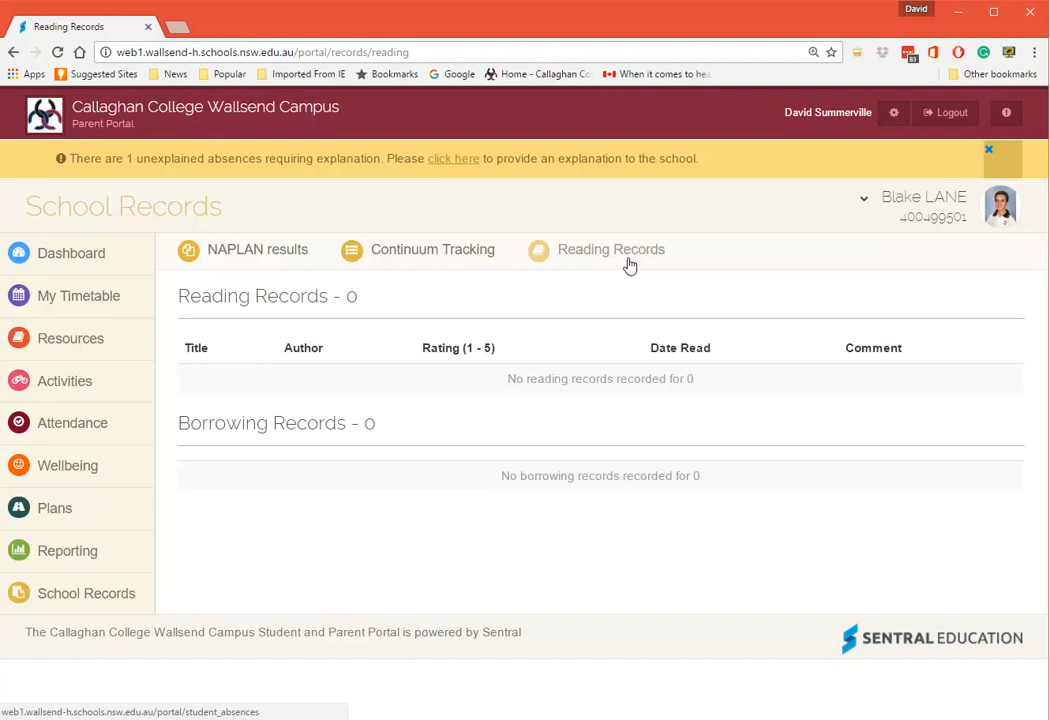 David
Reading Records
web1.wallsend-h.schools.nsw.edu.au/portal/records/reading
83
Apps Suggested Sites News Popular Imported From IE Bookmarks Google Home - Callaghan Co When it comes to hea Other bookmarks
Callaghan College Wallsend Campus
Parent Portal
David Summerville Logout
There are 1 unexplained absences requiring explanation. Please click here to provide an explanation to the school.
School Records
Blake LANE
400499501
NAPLAN results Continuum Tracking Reading Records
Dashboard
My Timetable
Resources
Activities
Attendance
Wellbeing
Plans
Reporting
School Records
Reading Records - 0
Title Author Rating (1 - 5) Date Read Comment
No reading records recorded for 0
Borrowing Records - 0
No borrowing records recorded for 0
The Callaghan College Wallsend Campus Student and Parent Portal is powered by Sentral
SENTRAL EDUCATION
web1.wallsend-h.schools.nsw.edu.au/portal/student_absences